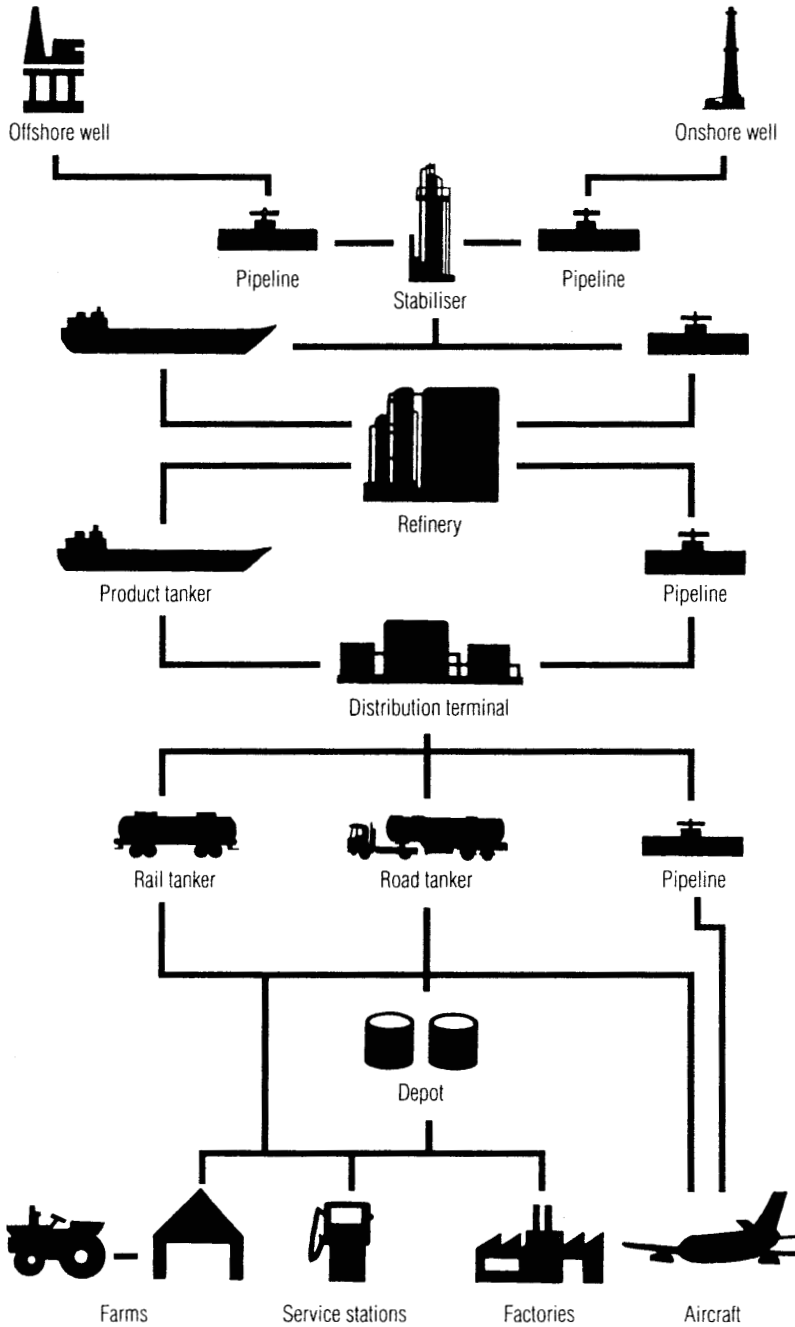 Offshore well
Onshore well
Pipeline
Pipeline
Stabiliser
Refinery
Product tanker
Pipeline
Distribution terminal
Rail tanker
Road tanker
Pipeline
Depot
Farms
Service stations
Factories
Aircraft